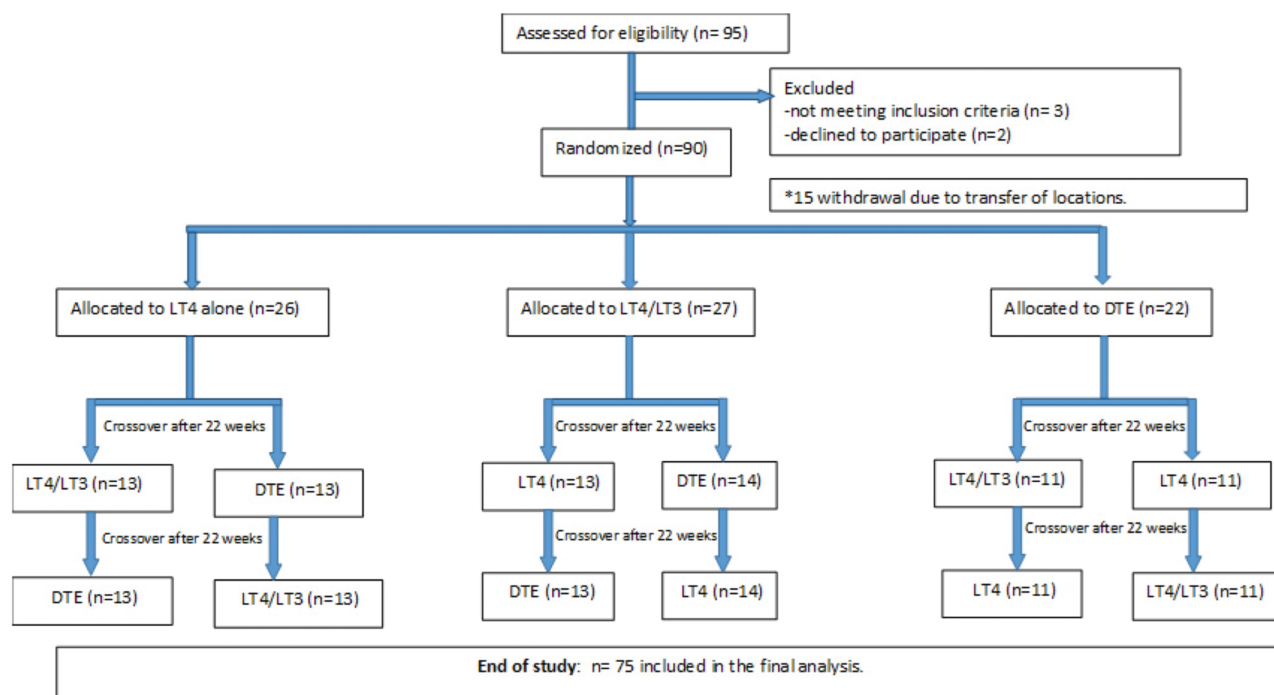 Assessed for eligibility (n= 95)
Excluded
-not meeting inclusion criteria (n= 3)
-declined to participate (n=2)
Randomized (n=90)
*15 withdrawal due to transfer of locations.
Allocated to LT4 alone (n=26)
Allocated to LT4/LT3 (n=27)
Allocated to DTE (n=22)
Crossover after 22 weeks
Crossover after 22 weeks
Crossover after 22 weeks
LT4/LT3 (n=13)
DTE (n=13)
LT4 (n=13)
DTE (n=14)
LT4/LT3 (n=11)
LT4 (n=11)
Crossover after 22 weeks
Crossover after 22 weeks
Crossover after 22 weeks
DTE (n=13)
LT4/LT3 (n=13)
DTE (n=13)
LT4 (n=14)
LT4 (n=11)
LT4/LT3 (n=11)
End of study: n= 75 included in the final analysis.